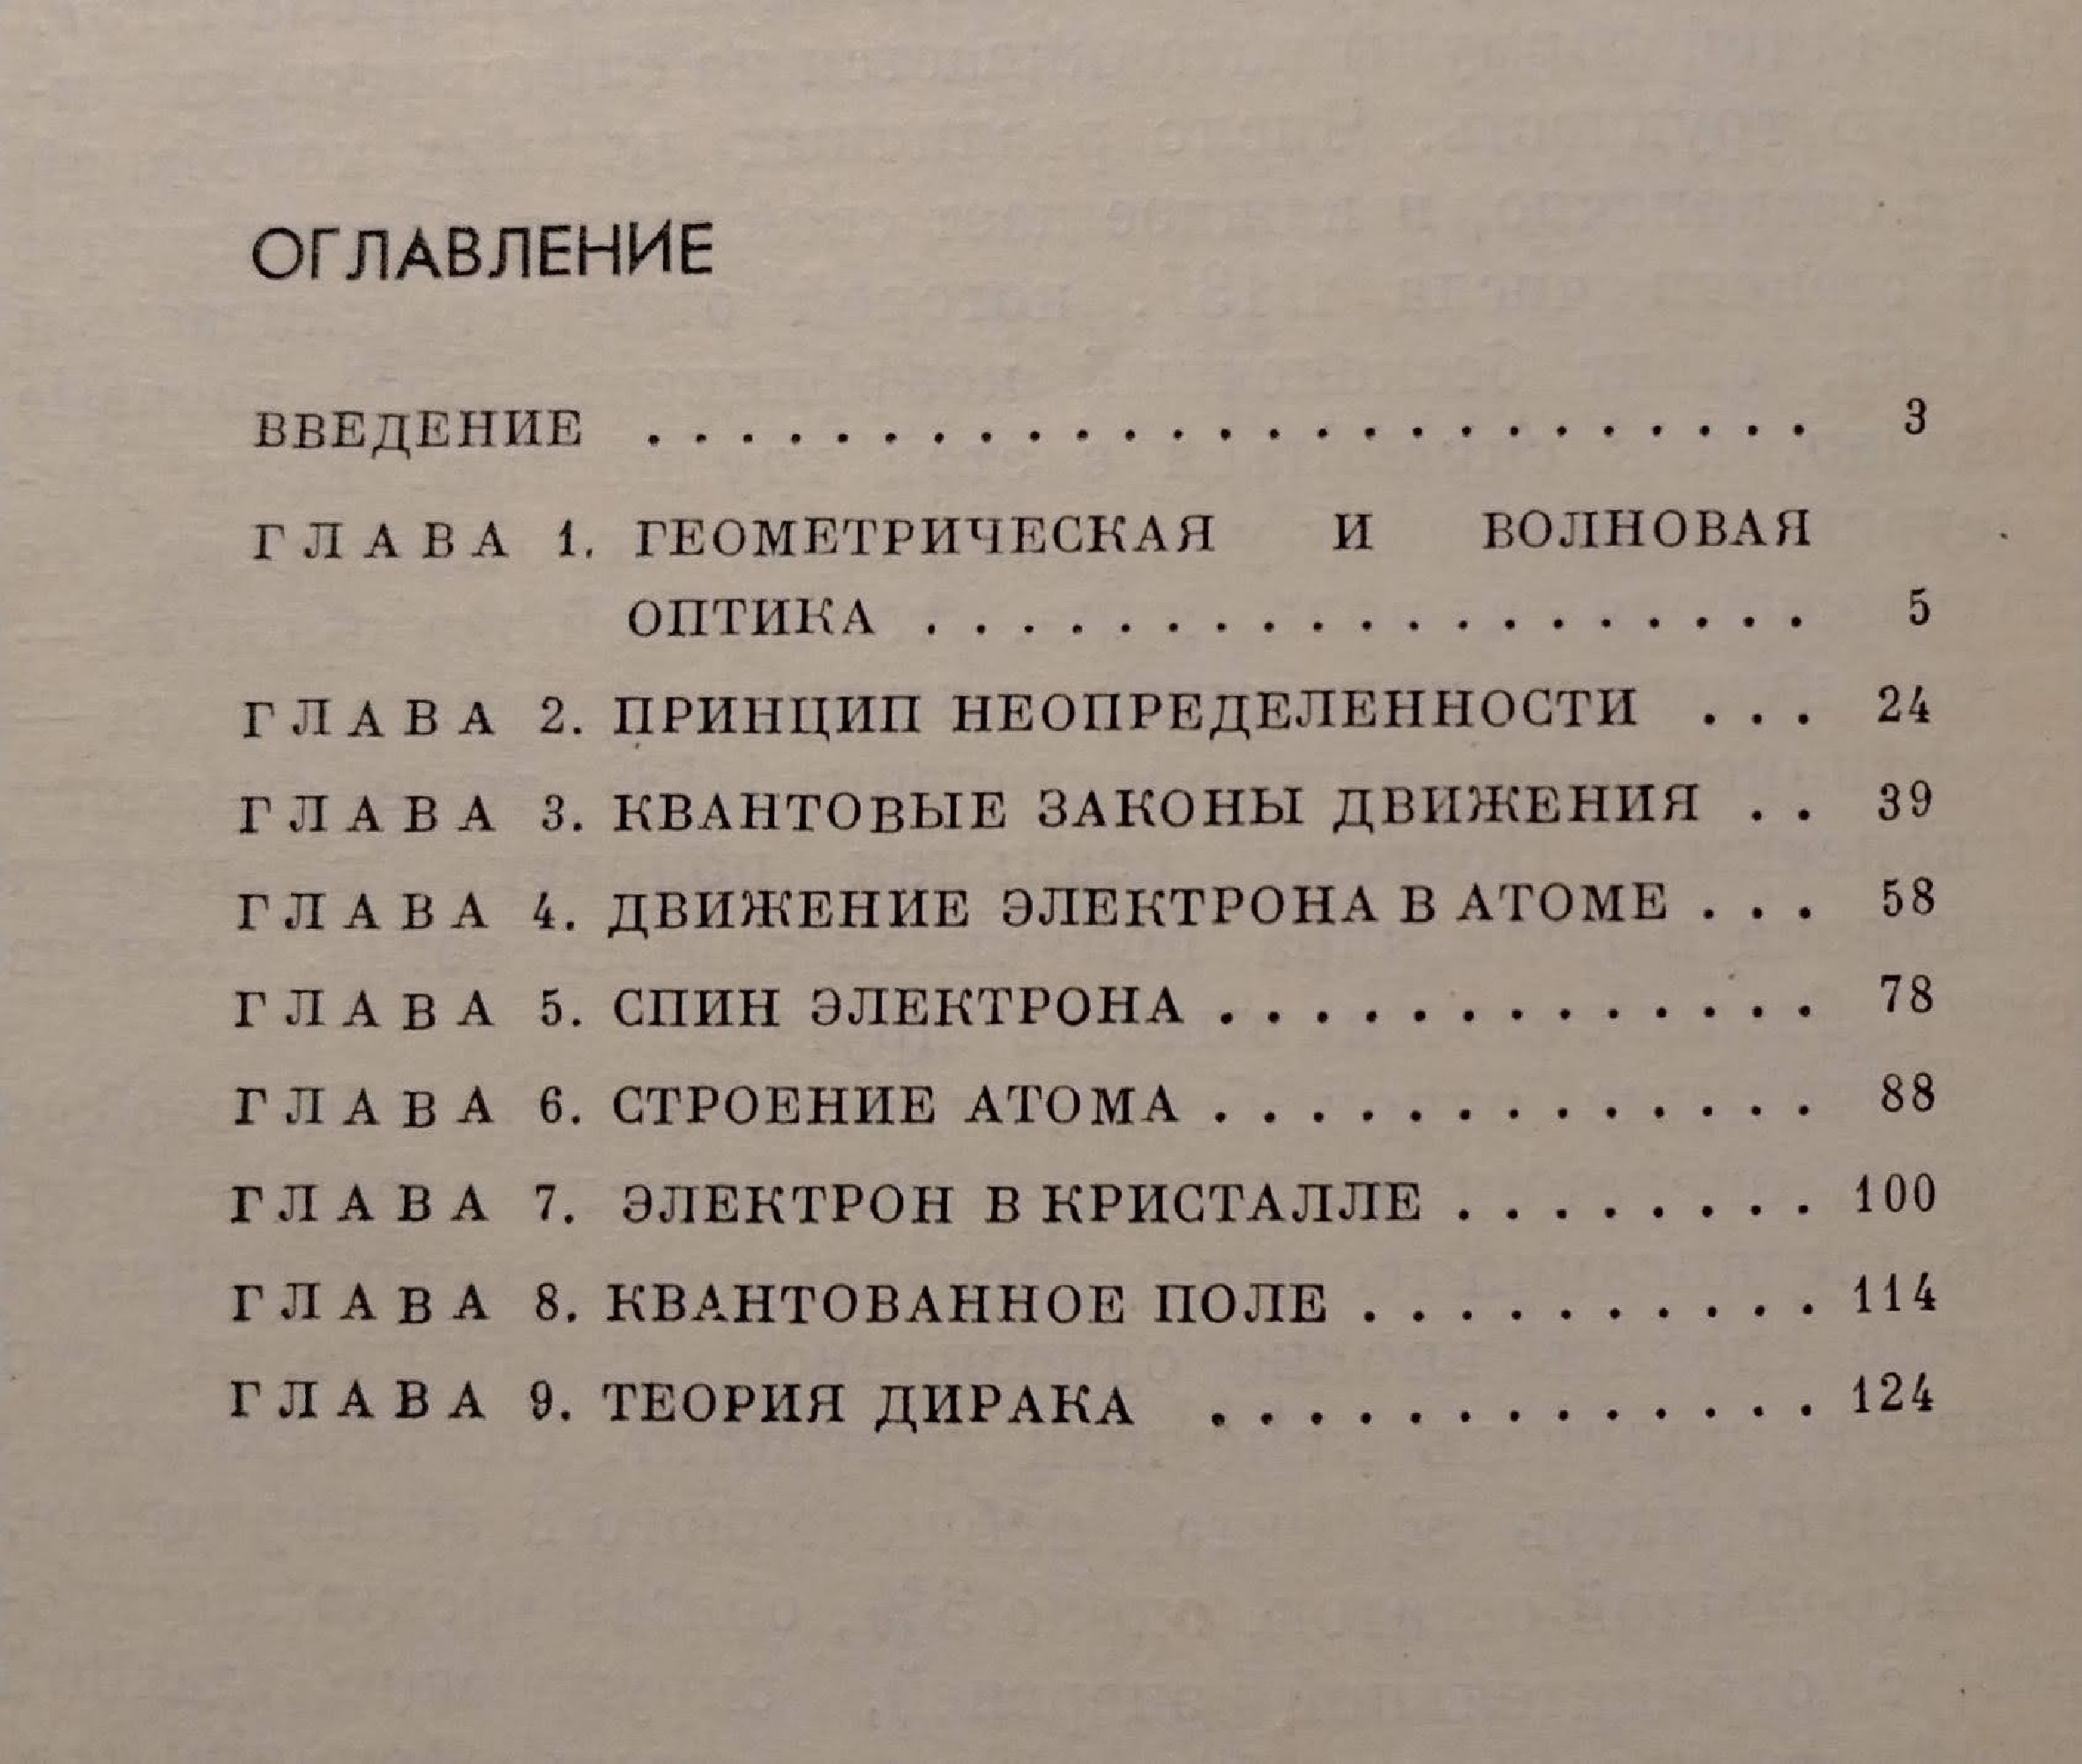 ОГЛАВЛЕНИЕ
ВВЕДЕНИЕ . . . . . . . . . . . . . . . . . . . . . . . . . 3
ГЛАВА 1. ГЕОМЕТРИЧЕСКАЯ И ВОЛНОВАЯ
ОПТИКА . . . . . . . . . . . . . . . . . . . 5
ГЛАВА 2. ПРИНЦИП НЕОПРЕДЕЛЕННОСТИ . . . 24
ГЛАВА 3. КВАНТОВЫЕ ЗАКОНЫ ДВИЖЕНИЯ . . 39
ГЛАВА 4. ДВИЖЕНИЕ ЭЛЕКТРОНА В АТОМЕ . . . 58
ГЛАВА 5. СПИН ЭЛЕКТРОНА . . . . . . . . . . . . . 78
ГЛАВА 6. СТРОЕНИЕ АТОМА . . . . . . . . . . . . . 88
ГЛАВА 7. ЭЛЕКТРОН В КРИСТАЛЛЕ . . . . . . . . 100
ГЛАВА 8. КВАНТОВАННОЕ ПОЛЕ . . . . . . . . . . 114
ГЛАВА 9. ТЕОРИЯ ДИРАКА . . . . . . . . . . . . . 124